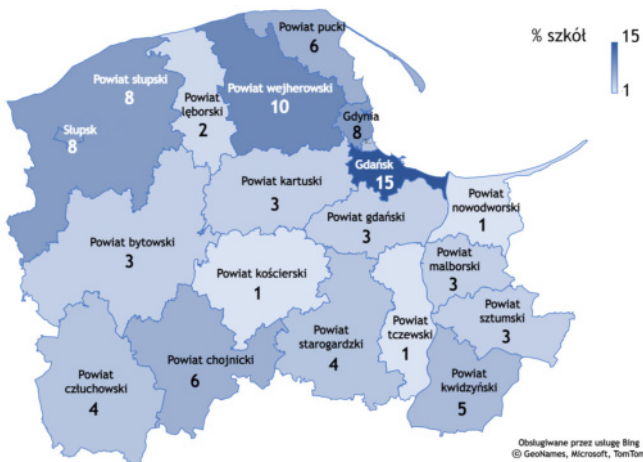 Powiat pucki
6
% szkół
15
1
Powiat słupski
8
Powiat wejherowski
10
Powiat
lęborski
2
Gdynia
8
Słupsk
8
Gdańsk
15
Powiat kartuski
3
Powiat
nowodworski
1
Powiat gdański
3
Powiat bytowski
3
Powiat
malborski
3
Powiat kościerski
1
Powiat
sztumski
3
Powiat
starogardzki
4
Powiat
tczewski
1
Powiat chojnicki
6
Powiat
człuchowski
4
Powiat
kwidzyński
5
Obsługiwane przez usługę Bing
© GeoNames, Microsoft, TomTom